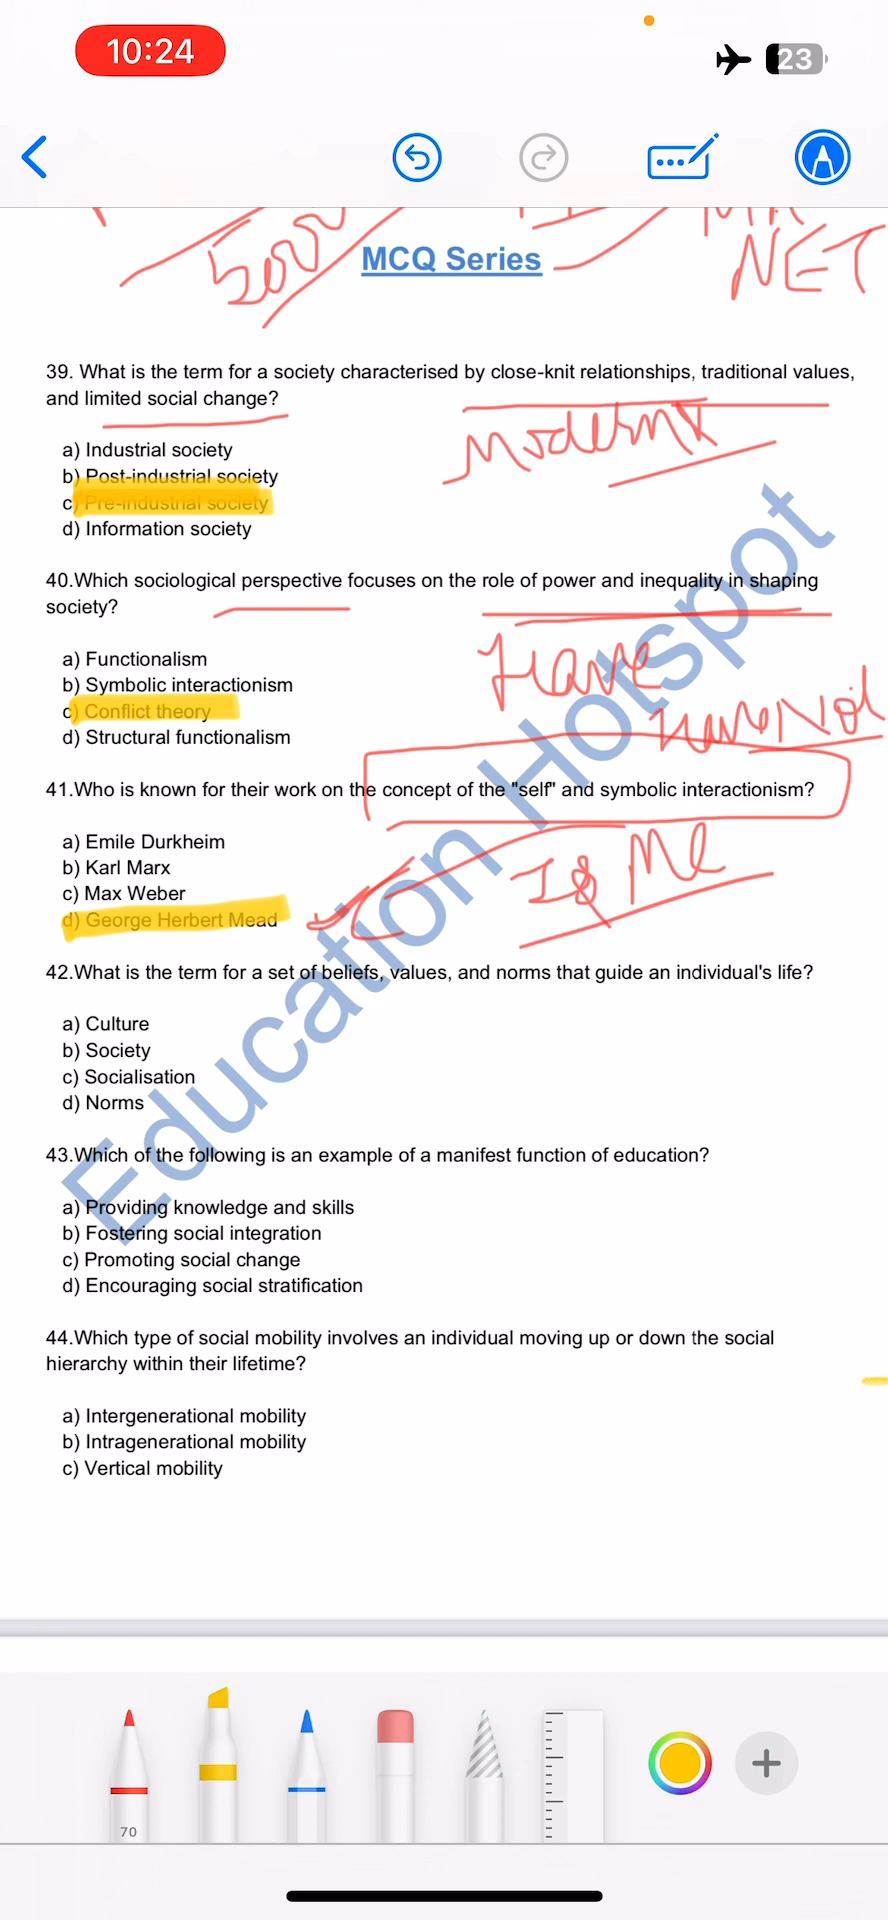 10:24
23
5000
NET
MCQ Series
39. What is the term for a society characterised by close-knit relationships, traditional values,
and limited social change?
Modern
a) Industrial society
b) Post-industrial society
c) Pre-industrial society
d) Information society
40.Which sociological perspective focuses on the role of power and inequality in shaping
society?
Have
Have Not
a) Functionalism
b) Symbolic interactionism
c) Conflict theory
d) Structural functionalism
41.Who is known for their work on the concept of the "self" and symbolic interactionism?
I & Me
a) Emile Durkheim
b) Karl Marx
c) Max Weber
d) George Herbert Mead
42.What is the term for a set of beliefs, values, and norms that guide an individual's life?
a) Culture
b) Society
c) Socialisation
d) Norms
43.Which of the following is an example of a manifest function of education?
a) Providing knowledge and skills
b) Fostering social integration
c) Promoting social change
d) Encouraging social stratification
44.Which type of social mobility involves an individual moving up or down the social
hierarchy within their lifetime?
a) Intergenerational mobility
b) Intragenerational mobility
c) Vertical mobility
Education Hotspot
70